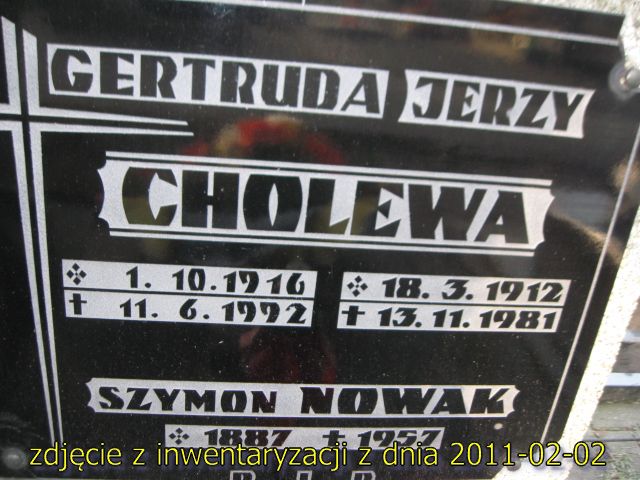 GERTRUDA JERZY
CHOLEWA
1. 10. 1916 18. 3. 1912
† 11. 6. 1992 † 13. 11. 1981
SZYMON NOWAK
1887 † 1957
zdjęcie z inwentaryzacji z dnia 2011-02-02